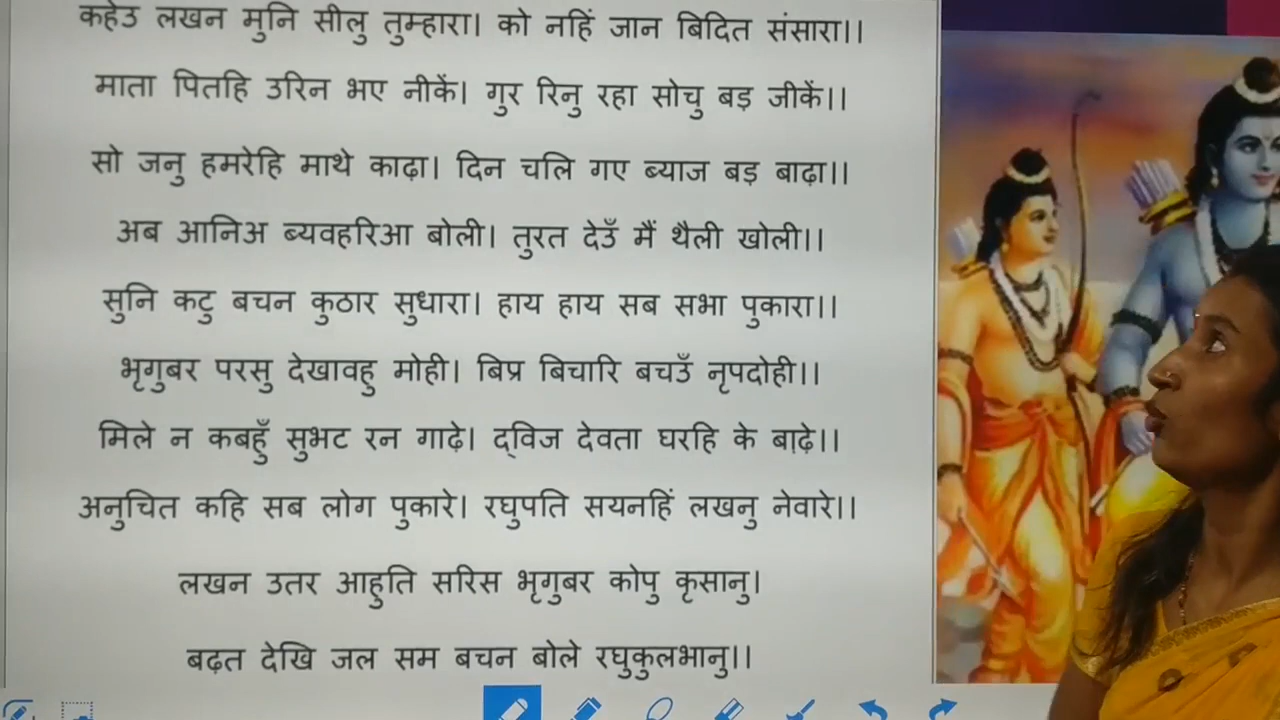 कहेउ लखन मुनि सीलु तुम्हारा। को नहिं जान बिदित संसारा।।
माता पितहि उरिन भए नीकें। गुर रिनु रहा सोचु बड़ जीकें।।
सो जनु हमरेहि माथे काढ़ा। दिन चलि गए ब्याज बड़ बाढ़ा।।
अब आनिअ ब्यवहरिआ बोली। तुरत देउँ मैं थैली खोली।।
सुनि कटु बचन कुठार सुधारा। हाय हाय सब सभा पुकारा।।
भृगुबर परसु देखावहु मोही। बिप्र बिचारि बचउँ नृपदोही।।
मिले न कबहुँ सुभट रन गाढ़े। द्विज देवता घरहि के बाढ़े।।
अनुचित कहि सब लोग पुकारे। रघुपति सयनहिं लखनु नेवारे।।
लखन उतर आहुति सरिस भृगुबर कोपु कृसानु।
बढ़त देखि जल सम बचन बोले रघुकुलभानु।।